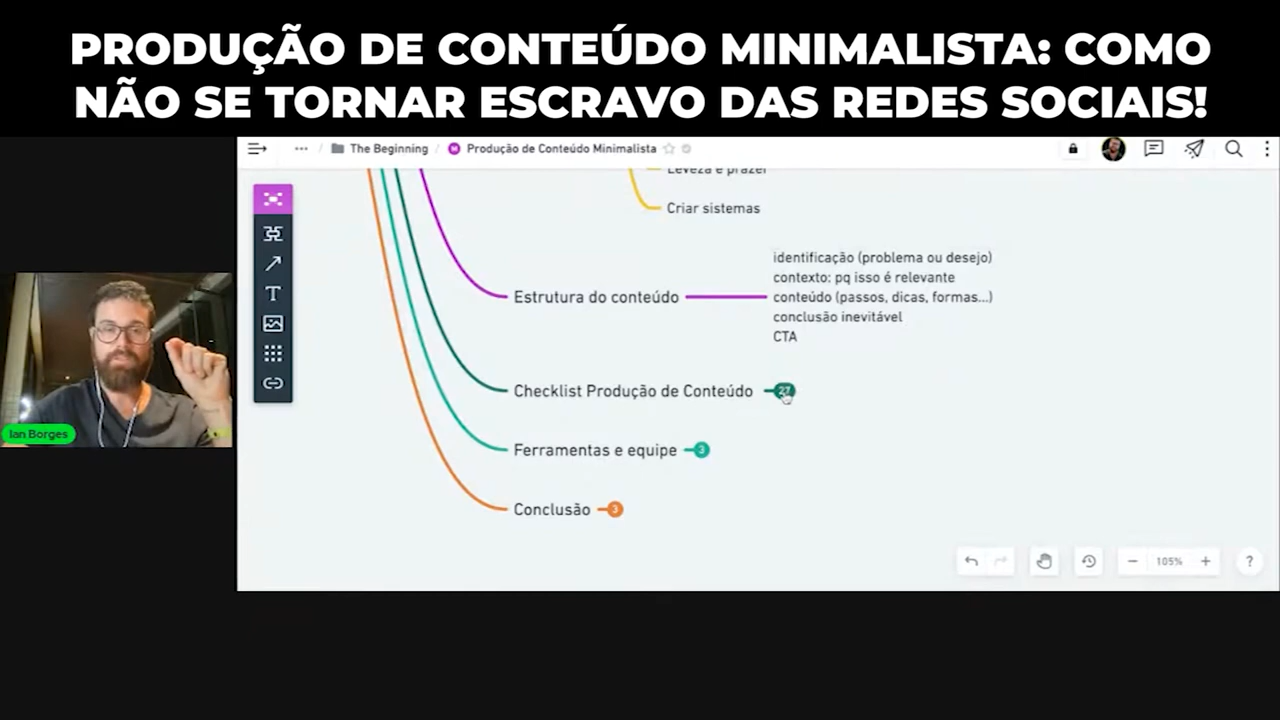 PRODUÇÃO DE CONTEÚDO MINIMALISTA: COMO
NÃO SE TORNAR ESCRAVO DAS REDES SOCIAIS!
... / The Beginning / M Produção de Conteúdo Minimalista
Leveza e prazer
Criar sistemas
identificação (problema ou desejo)
contexto: pq isso é relevante
Estrutura do conteúdo
conteúdo (passos, dicas, formas...)
conclusão inevitável
CTA
T
Checklist Produção de Conteúdo
27
Ian Borges
Ferramentas e equipe
3
Conclusão
3
− 105% + ?